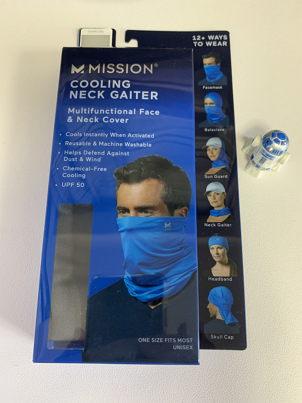 12+ WAYS
TO WEAR
MISSION®
COOLING
NECK GAITER
Multifunctional Face
& Neck Cover
• Cools Instantly When Activated
• Reusable & Machine Washable
• Helps Defend Against
Dust & Wind
• Chemical-Free
Cooling
• UPF 50
ONE SIZE FITS MOST
UNISEX
Facemask
Balaclava
Sun Guard
Neck Gaiter
Headband
Skull Cap